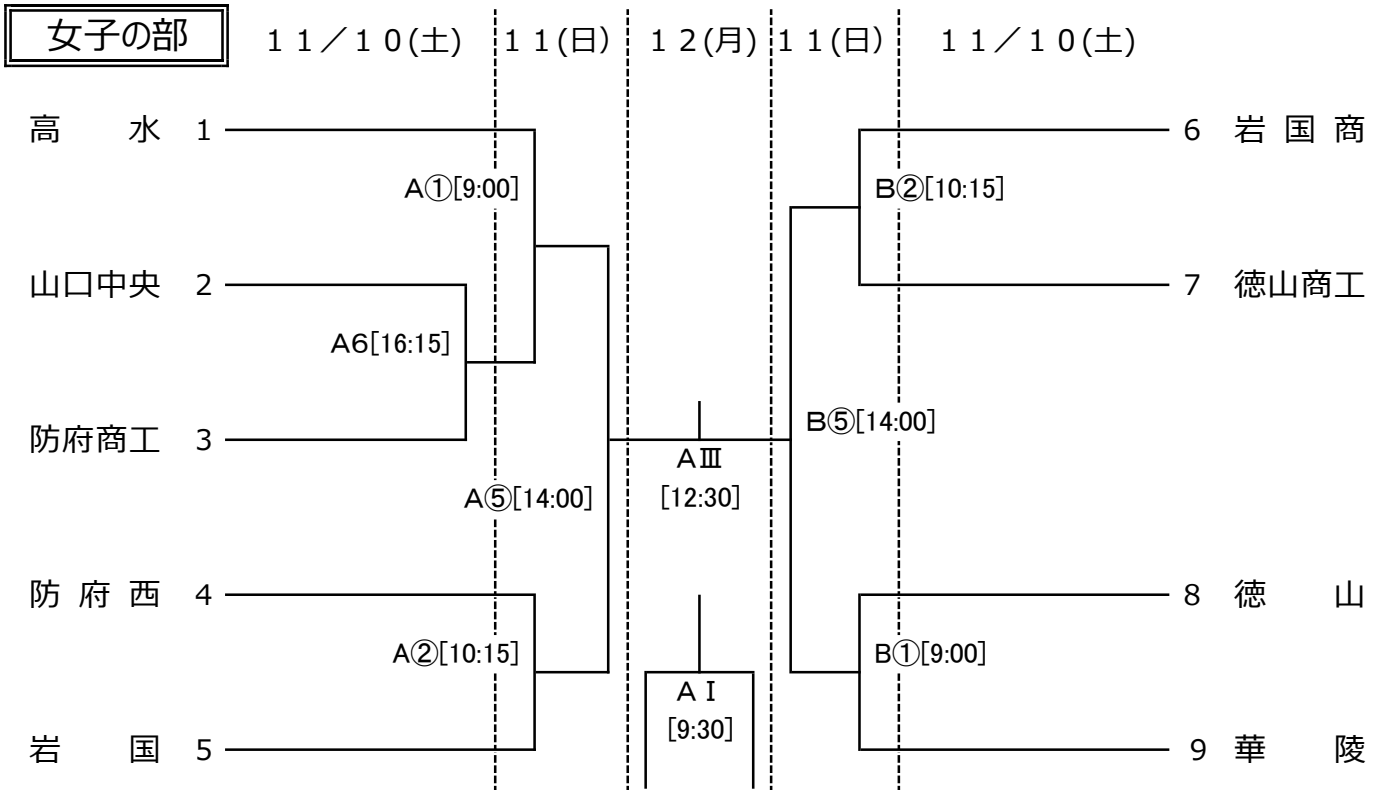 女子の部 11／10(土) 11(日) 12(月) 11(日) 11／10(土)
高水 1
6 岩国商
A①[9:00]
B②[10:15]
山口中央 2
7 徳山商工
A6[16:15]
B⑤[14:00]
防府商工 3
AⅢ
[12:30]
A⑤[14:00]
防府西 4
8 徳山
A②[10:15]
B①[9:00]
AⅠ
[9:30]
岩国 5
9 華陵